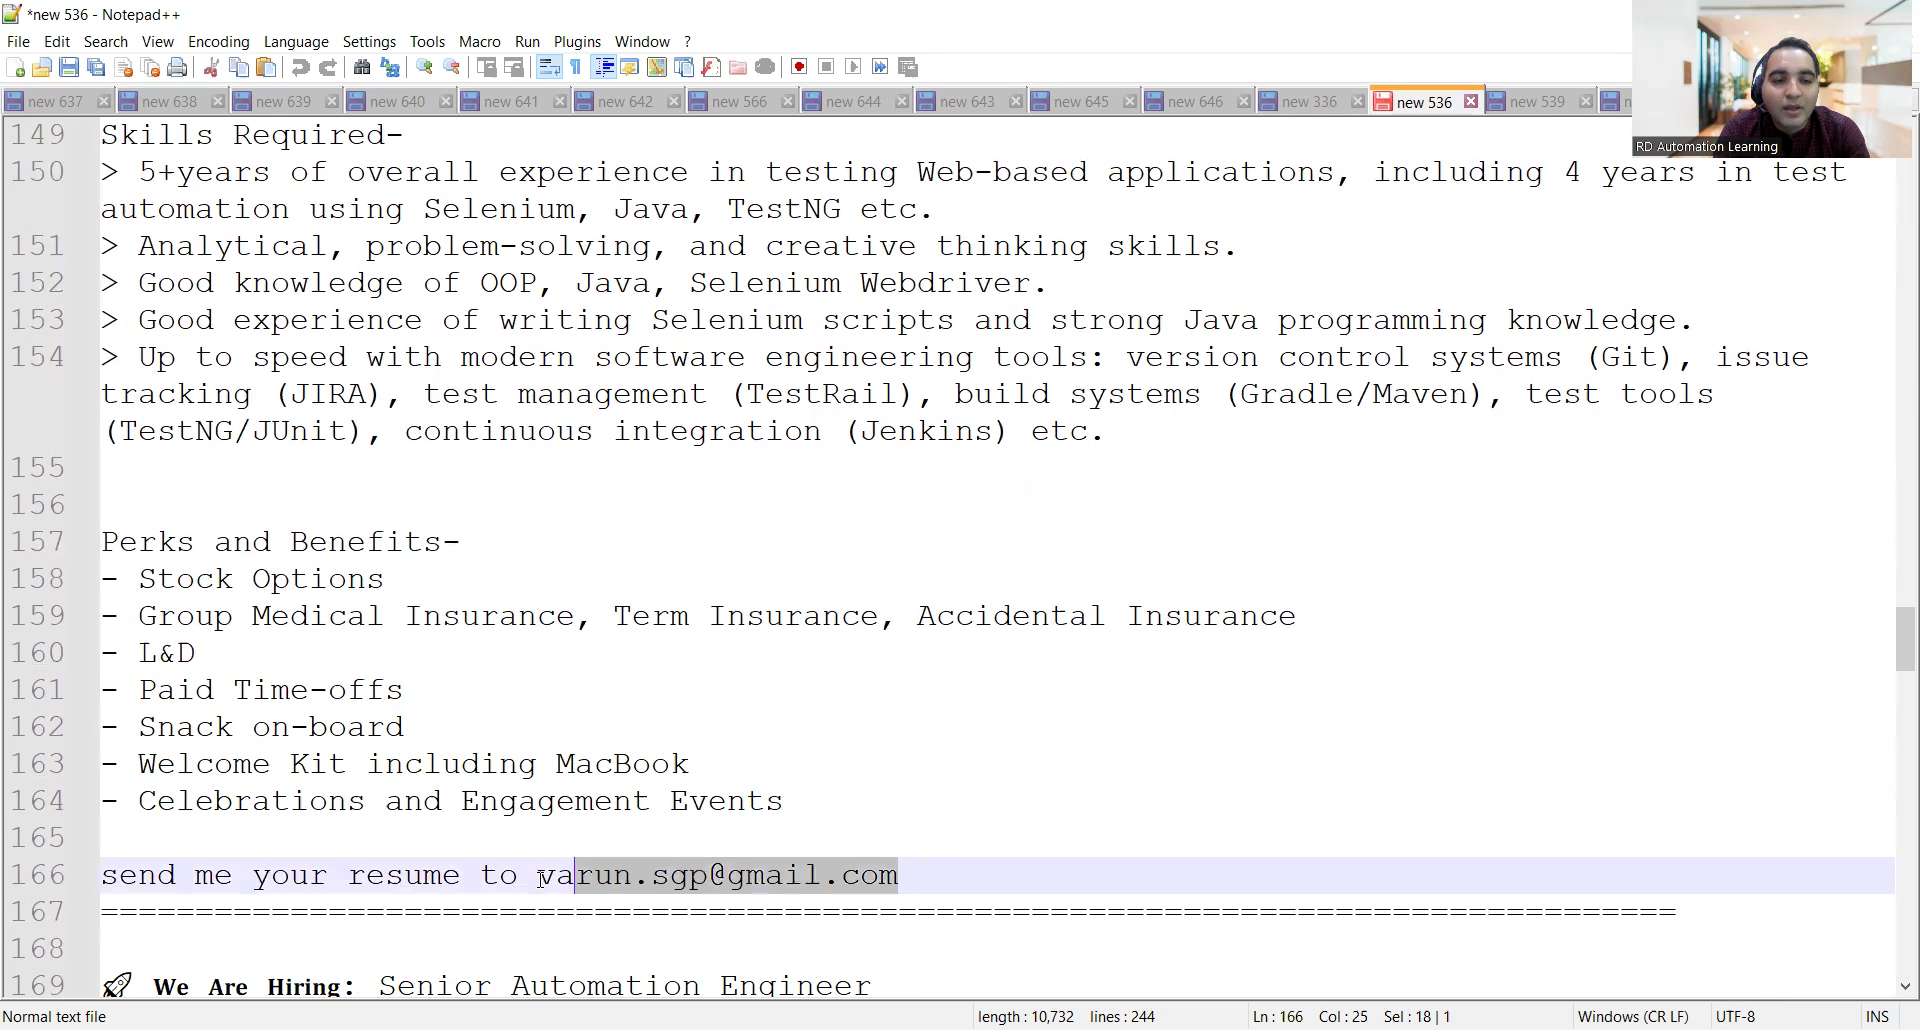 *new 536 - Notepad++
File Edit Search View Encoding Language Settings Tools Macro Run Plugins Window ?
new 637 new 638 new 639 new 640 new 641 new 642 new 566 new 644 new 643 new 645 new 646 new 336 new 536 new 539
RD Automation Learning
149 Skills Required-
150 > 5+years of overall experience in testing Web-based applications, including 4 years in test
automation using Selenium, Java, TestNG etc.
151 > Analytical, problem-solving, and creative thinking skills.
152 > Good knowledge of OOP, Java, Selenium Webdriver.
153 > Good experience of writing Selenium scripts and strong Java programming knowledge.
154 > Up to speed with modern software engineering tools: version control systems (Git), issue
tracking (JIRA), test management (TestRail), build systems (Gradle/Maven), test tools
(TestNG/JUnit), continuous integration (Jenkins) etc.
155
156
157 Perks and Benefits-
158 - Stock Options
159 - Group Medical Insurance, Term Insurance, Accidental Insurance
160 - L&D
161 - Paid Time-offs
162 - Snack on-board
163 - Welcome Kit including MacBook
164 - Celebrations and Engagement Events
165
166 send me your resume to varun.sgp@gmail.com
167 ===================================================================================
168
169 🚀 We Are Hiring: Senior Automation Engineer
Normal text file length : 10,732 lines : 244 Ln : 166 Col : 25 Sel : 18 | 1 Windows (CR LF) UTF-8 INS